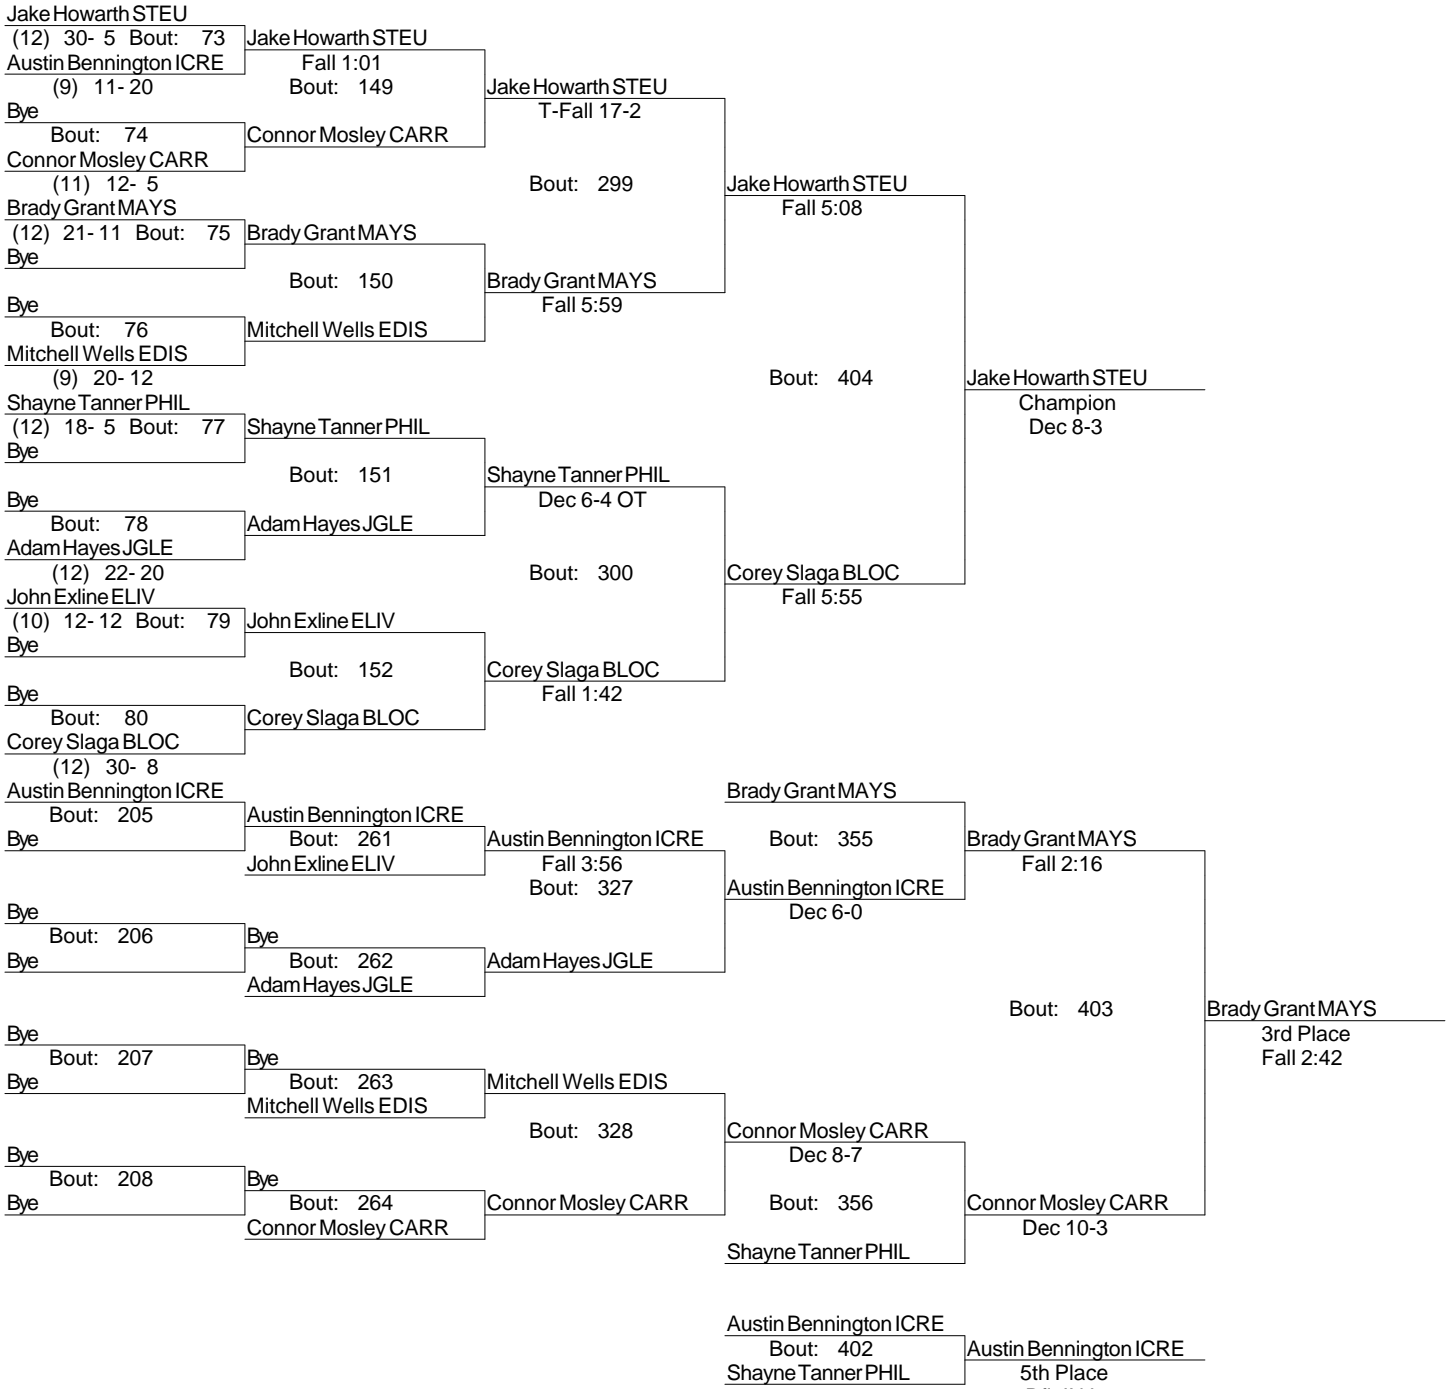 Jake Howarth STEU
(12) 30- 5 Bout: 73 Jake Howarth STEU
Austin Bennington ICRE Fall 1:01
(9) 11- 20 Bout: 149 Jake Howarth STEU
Bye T-Fall 17-2
Bout: 74 Connor Mosley CARR
Connor Mosley CARR
(11) 12- 5 Bout: 299 Jake Howarth STEU
Brady Grant MAYS Fall 5:08
(12) 21- 11 Bout: 75 Brady Grant MAYS
Bye
Bout: 150 Brady Grant MAYS
Bye Fall 5:59
Bout: 76 Mitchell Wells EDIS
Mitchell Wells EDIS
(9) 20- 12 Bout: 404 Jake Howarth STEU
Shayne Tanner PHIL Champion
(12) 18- 5 Bout: 77 Shayne Tanner PHIL Dec 8-3
Bye
Bout: 151 Shayne Tanner PHIL
Bye Dec 6-4 OT
Bout: 78 Adam Hayes JGLE
Adam Hayes JGLE
(12) 22- 20 Bout: 300 Corey Slaga BLOC
John Exline ELIV Fall 5:55
(10) 12- 12 Bout: 79 John Exline ELIV
Bye
Bout: 152 Corey Slaga BLOC
Bye Fall 1:42
Bout: 80 Corey Slaga BLOC
Corey Slaga BLOC
(12) 30- 8
Austin Bennington ICRE Brady Grant MAYS
Bout: 205 Austin Bennington ICRE
Bye Bout: 261 Austin Bennington ICRE Bout: 355 Brady Grant MAYS
John Exline ELIV Fall 3:56 Fall 2:16
Bout: 327 Austin Bennington ICRE
Bye Dec 6-0
Bout: 206 Bye
Bye Bout: 262 Adam Hayes JGLE
Adam Hayes JGLE
Bout: 403 Brady Grant MAYS
Bye 3rd Place
Bout: 207 Bye Fall 2:42
Bye Bout: 263 Mitchell Wells EDIS
Mitchell Wells EDIS
Bout: 328 Connor Mosley CARR
Bye Dec 8-7
Bout: 208 Bye
Bye Bout: 264 Connor Mosley CARR Bout: 356 Connor Mosley CARR
Connor Mosley CARR Dec 10-3
Shayne Tanner PHIL
Austin Bennington ICRE
Bout: 402 Austin Bennington ICRE
Shayne Tanner PHIL 5th Place